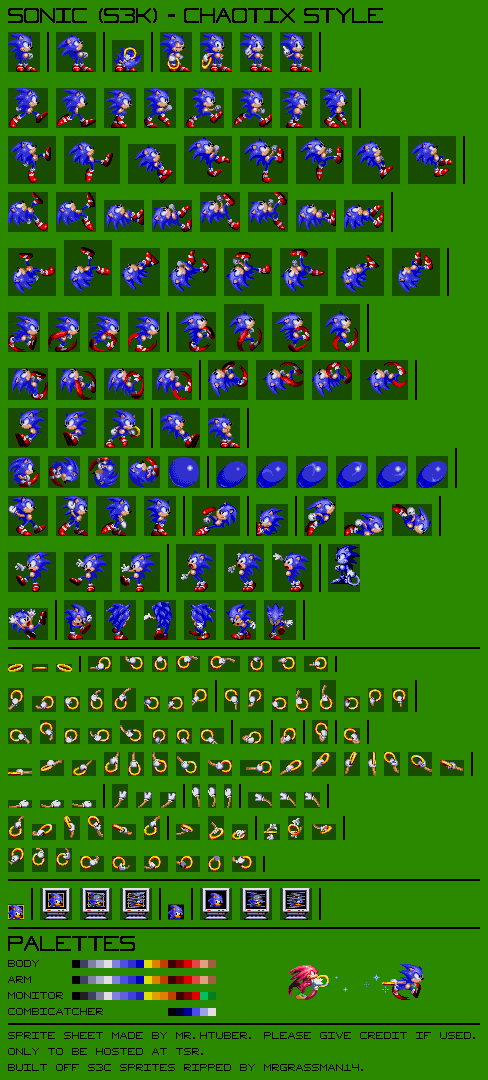 SONIC (S3K) - CHAOTIX STYLE
PALETTES
BODY
ARM
MONITOR
COMBICATCHER
SPRITE SHEET MADE BY MR.HTUBER. PLEASE GIVE CREDIT IF USED.
ONLY TO BE HOSTED AT TSR.
BUILT OFF S3C SPRITES RIPPED BY MRGRASSMAN14.